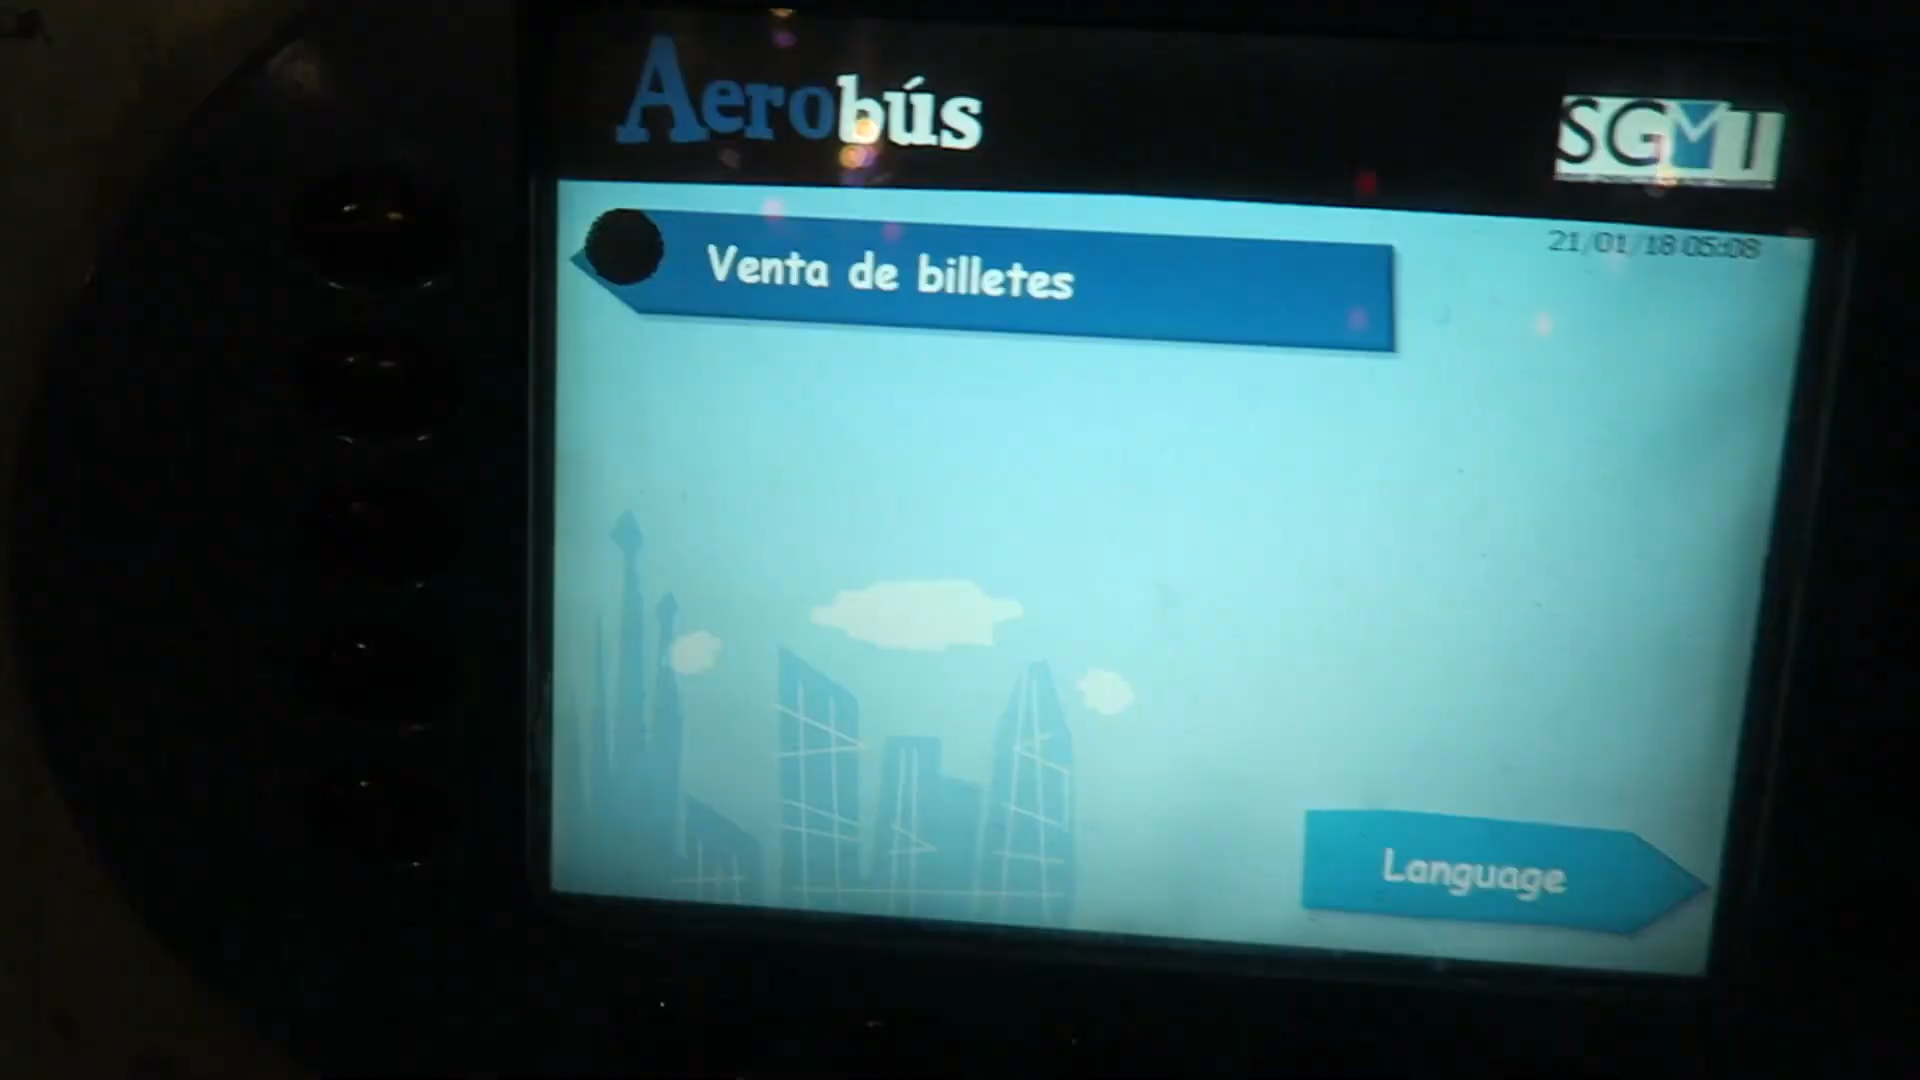 Aerobús
SGMT
21/01/18 05:08
Venta de billetes
Language